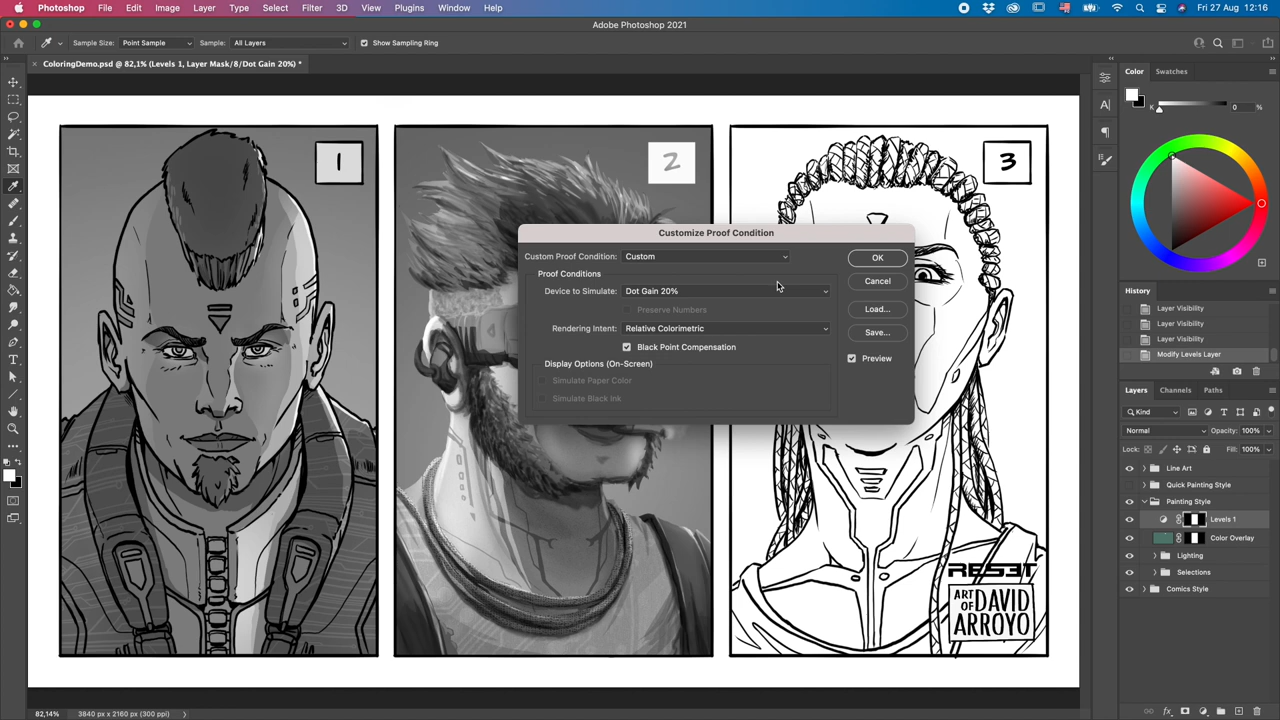 Photoshop File Edit Image Layer Type Select Filter 3D View Plugins Window Help Fri 27 Aug 12:16
Adobe Photoshop 2021
Sample Size: Point Sample Sample: All Layers Show Sampling Ring
ColoringDemo.psd @ 82,1% (Levels 1, Layer Mask/8/Dot Gain 20%) *
Color Swatches
K 0 %
1
2
3
Customize Proof Condition
Custom Proof Condition: Custom
OK
Proof Conditions
Cancel
Device to Simulate: Dot Gain 20%
Preserve Numbers
Load...
Rendering Intent: Relative Colorimetric
Save...
Black Point Compensation
Preview
Display Options (On-Screen)
Simulate Paper Color
Simulate Black Ink
History
Layer Visibility
Layer Visibility
Layer Visibility
Modify Levels Layer
Layers Channels Paths
Kind
Normal Opacity: 100%
Lock: Fill: 100%
Line Art
Quick Painting Style
Painting Style
Levels 1
Color Overlay
Lighting
Selections
Comics Style
RES3T
ART
OF
DAVID
ARROYO
82,14% 3840 px x 2160 px (300 ppi)